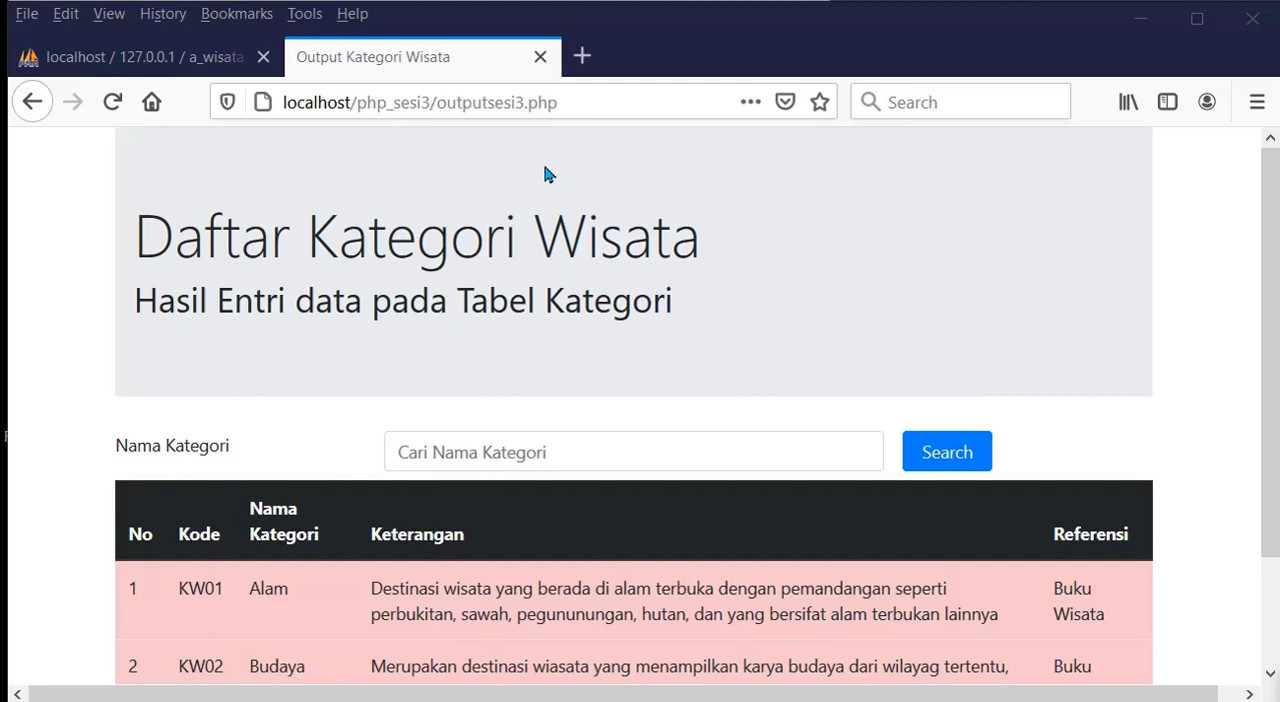 File Edit View History Bookmarks Tools Help
localhost / 127.0.0.1 / a_wisata
Output Kategori Wisata
localhost/php_sesi3/outputsesi3.php
Search
Daftar Kategori Wisata
Hasil Entri data pada Tabel Kategori
Nama Kategori
Cari Nama Kategori
Search
No Kode Nama Kategori Keterangan Referensi
1 KW01 Alam Destinasi wisata yang berada di alam terbuka dengan pemandangan seperti Buku
perbukitan, sawah, pegunungunan, hutan, dan yang bersifat alam terbukan lainnya Wisata
2 KW02 Budaya Merupakan destinasi wiasata yang menampilkan karya budaya dari wilayag tertentu, Buku